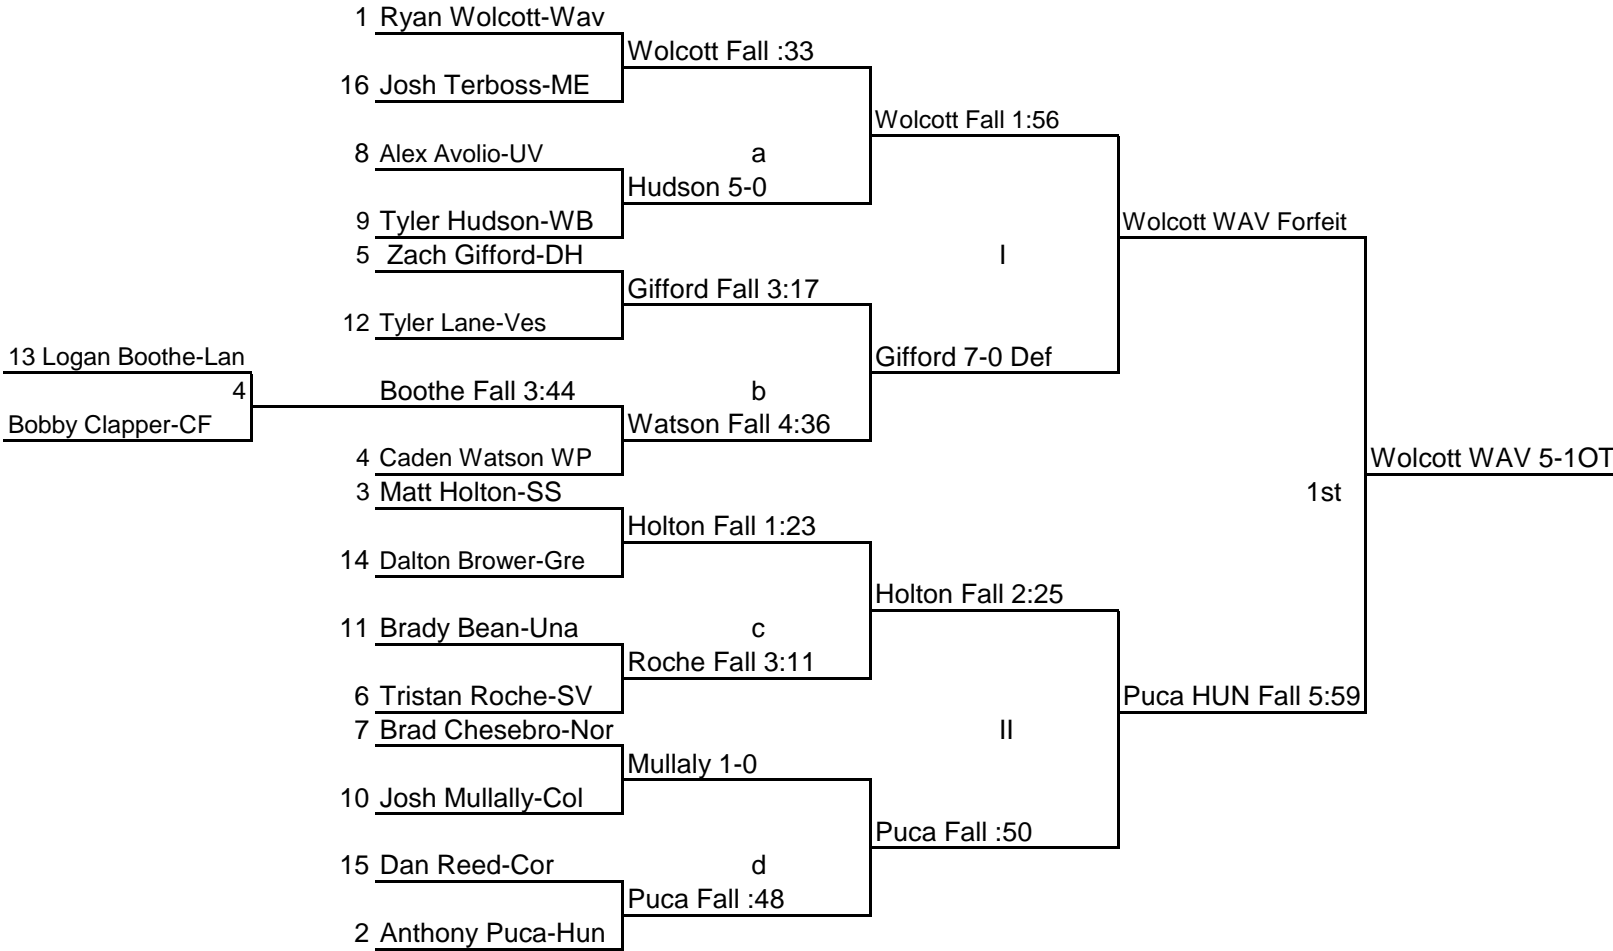 1 Ryan Wolcott-Wav
Wolcott Fall :33
16 Josh Terboss-ME
Wolcott Fall 1:56
8 Alex Avolio-UV
a
Hudson 5-0
9 Tyler Hudson-WB
Wolcott WAV Forfeit
5 Zach Gifford-DH
I
Gifford Fall 3:17
12 Tyler Lane-Ves
13 Logan Boothe-Lan
Gifford 7-0 Def
4
Boothe Fall 3:44
b
Bobby Clapper-CF
Watson Fall 4:36
4 Caden Watson WP
Wolcott WAV 5-1OT
3 Matt Holton-SS
1st
Holton Fall 1:23
14 Dalton Brower-Gre
Holton Fall 2:25
11 Brady Bean-Una
c
Roche Fall 3:11
6 Tristan Roche-SV
Puca HUN Fall 5:59
7 Brad Chesebro-Nor
II
Mullaly 1-0
10 Josh Mullally-Col
Puca Fall :50
15 Dan Reed-Cor
d
Puca Fall :48
2 Anthony Puca-Hun